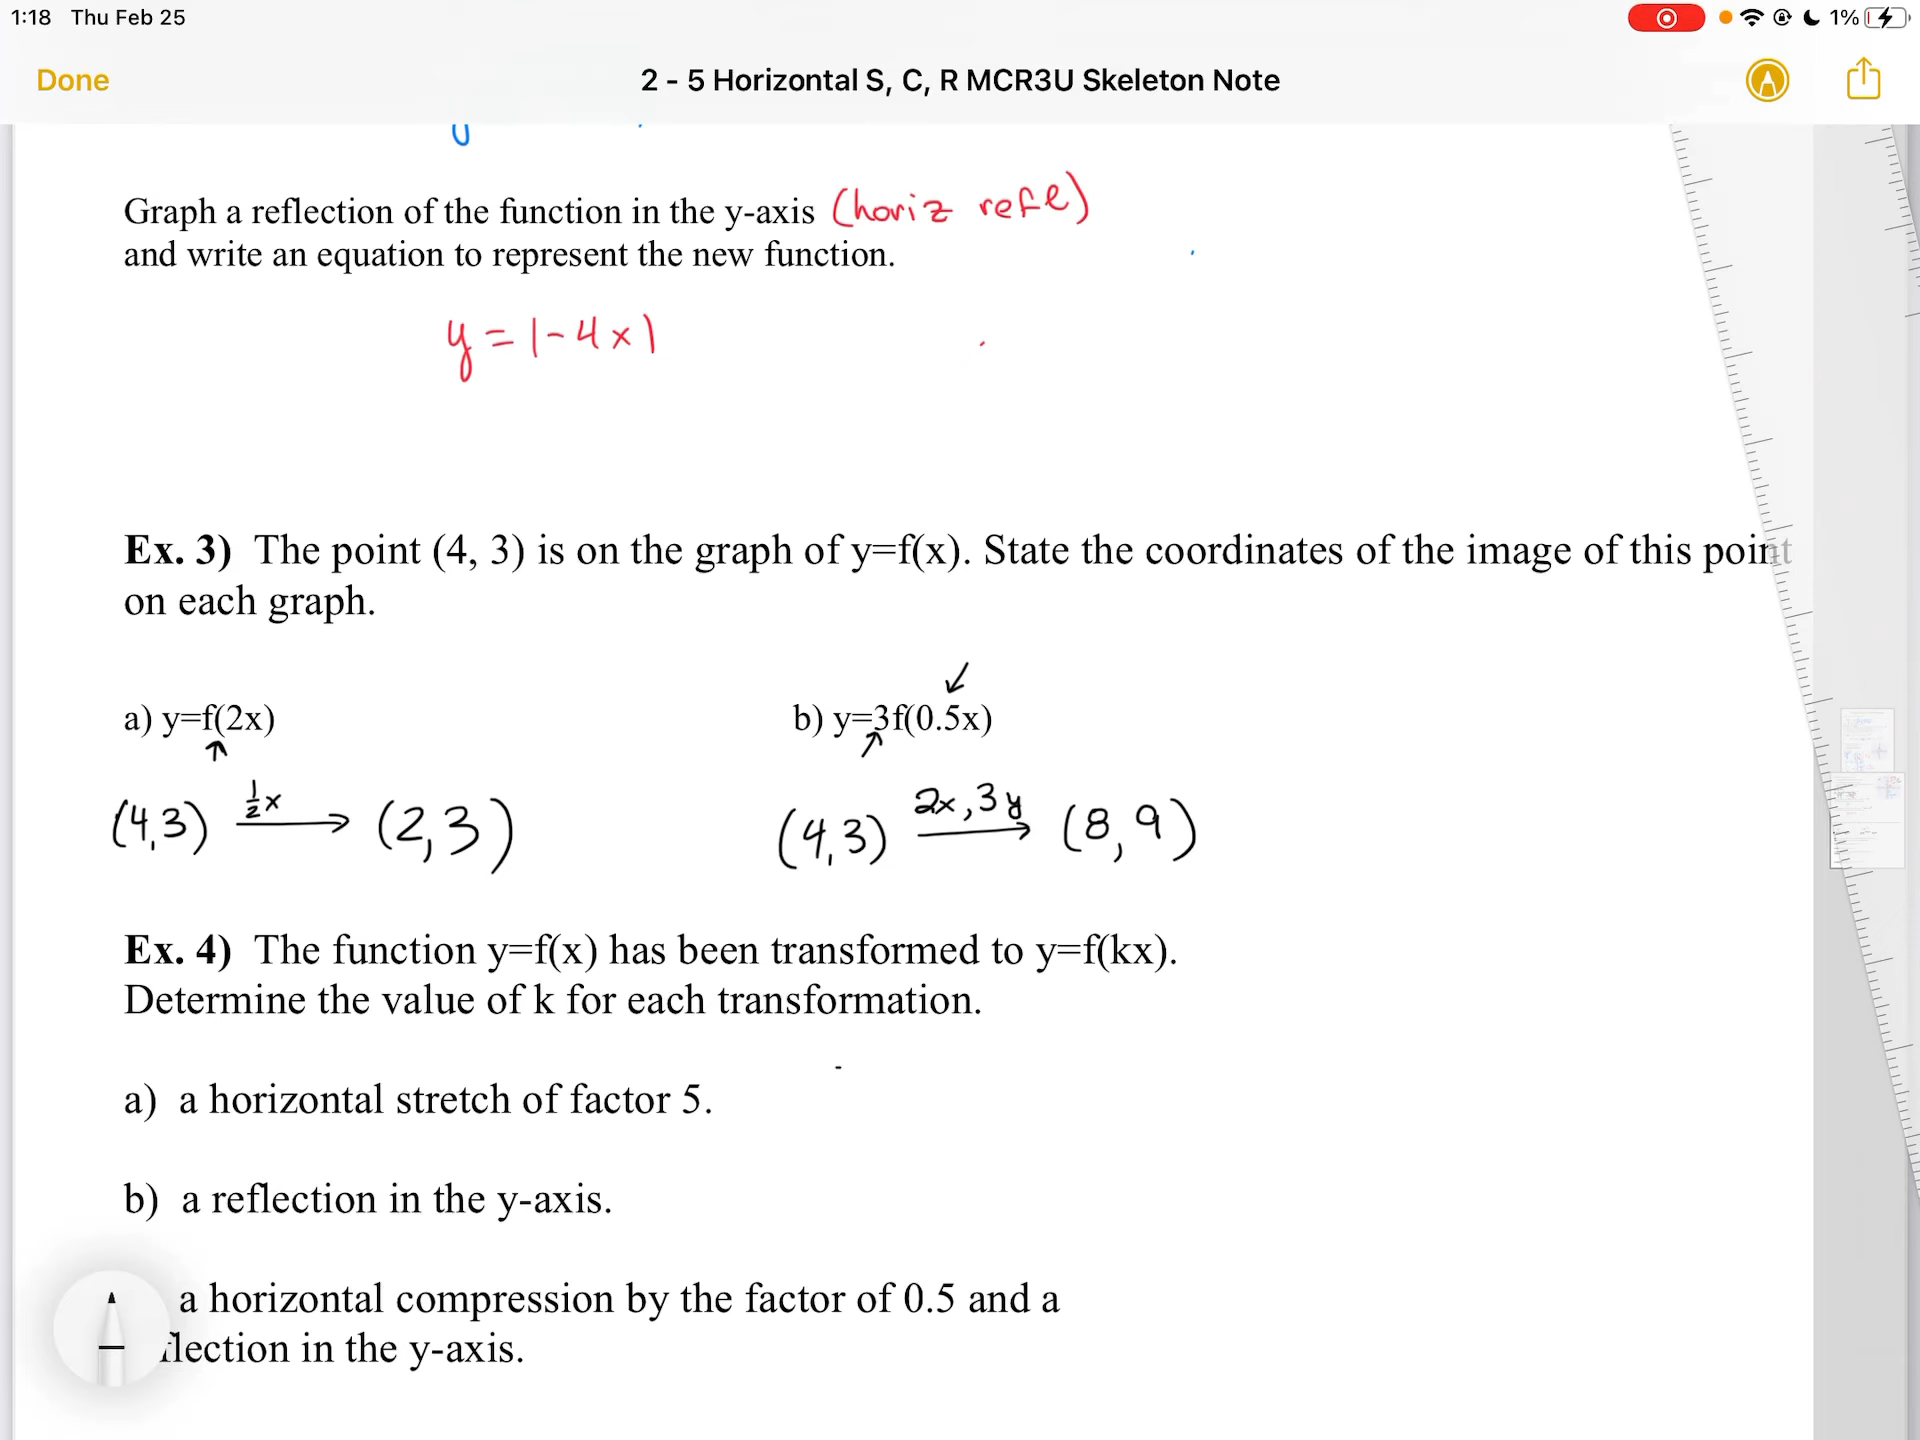 1:18 Thu Feb 25
1%
Done
2 - 5 Horizontal S, C, R MCR3U Skeleton Note
Graph a reflection of the function in the y-axis (horiz refl)
and write an equation to represent the new function.
y = |-4x|
Ex. 3) The point (4, 3) is on the graph of y=f(x). State the coordinates of the image of this point
on each graph.
a) y=f(2x)
b) y=3f(0.5x)
(4,3) ½x → (2,3)
(4,3) 2x, 3y → (8,9)
Ex. 4) The function y=f(x) has been transformed to y=f(kx).
Determine the value of k for each transformation.
a) a horizontal stretch of factor 5.
b) a reflection in the y-axis.
a horizontal compression by the factor of 0.5 and a
flection in the y-axis.